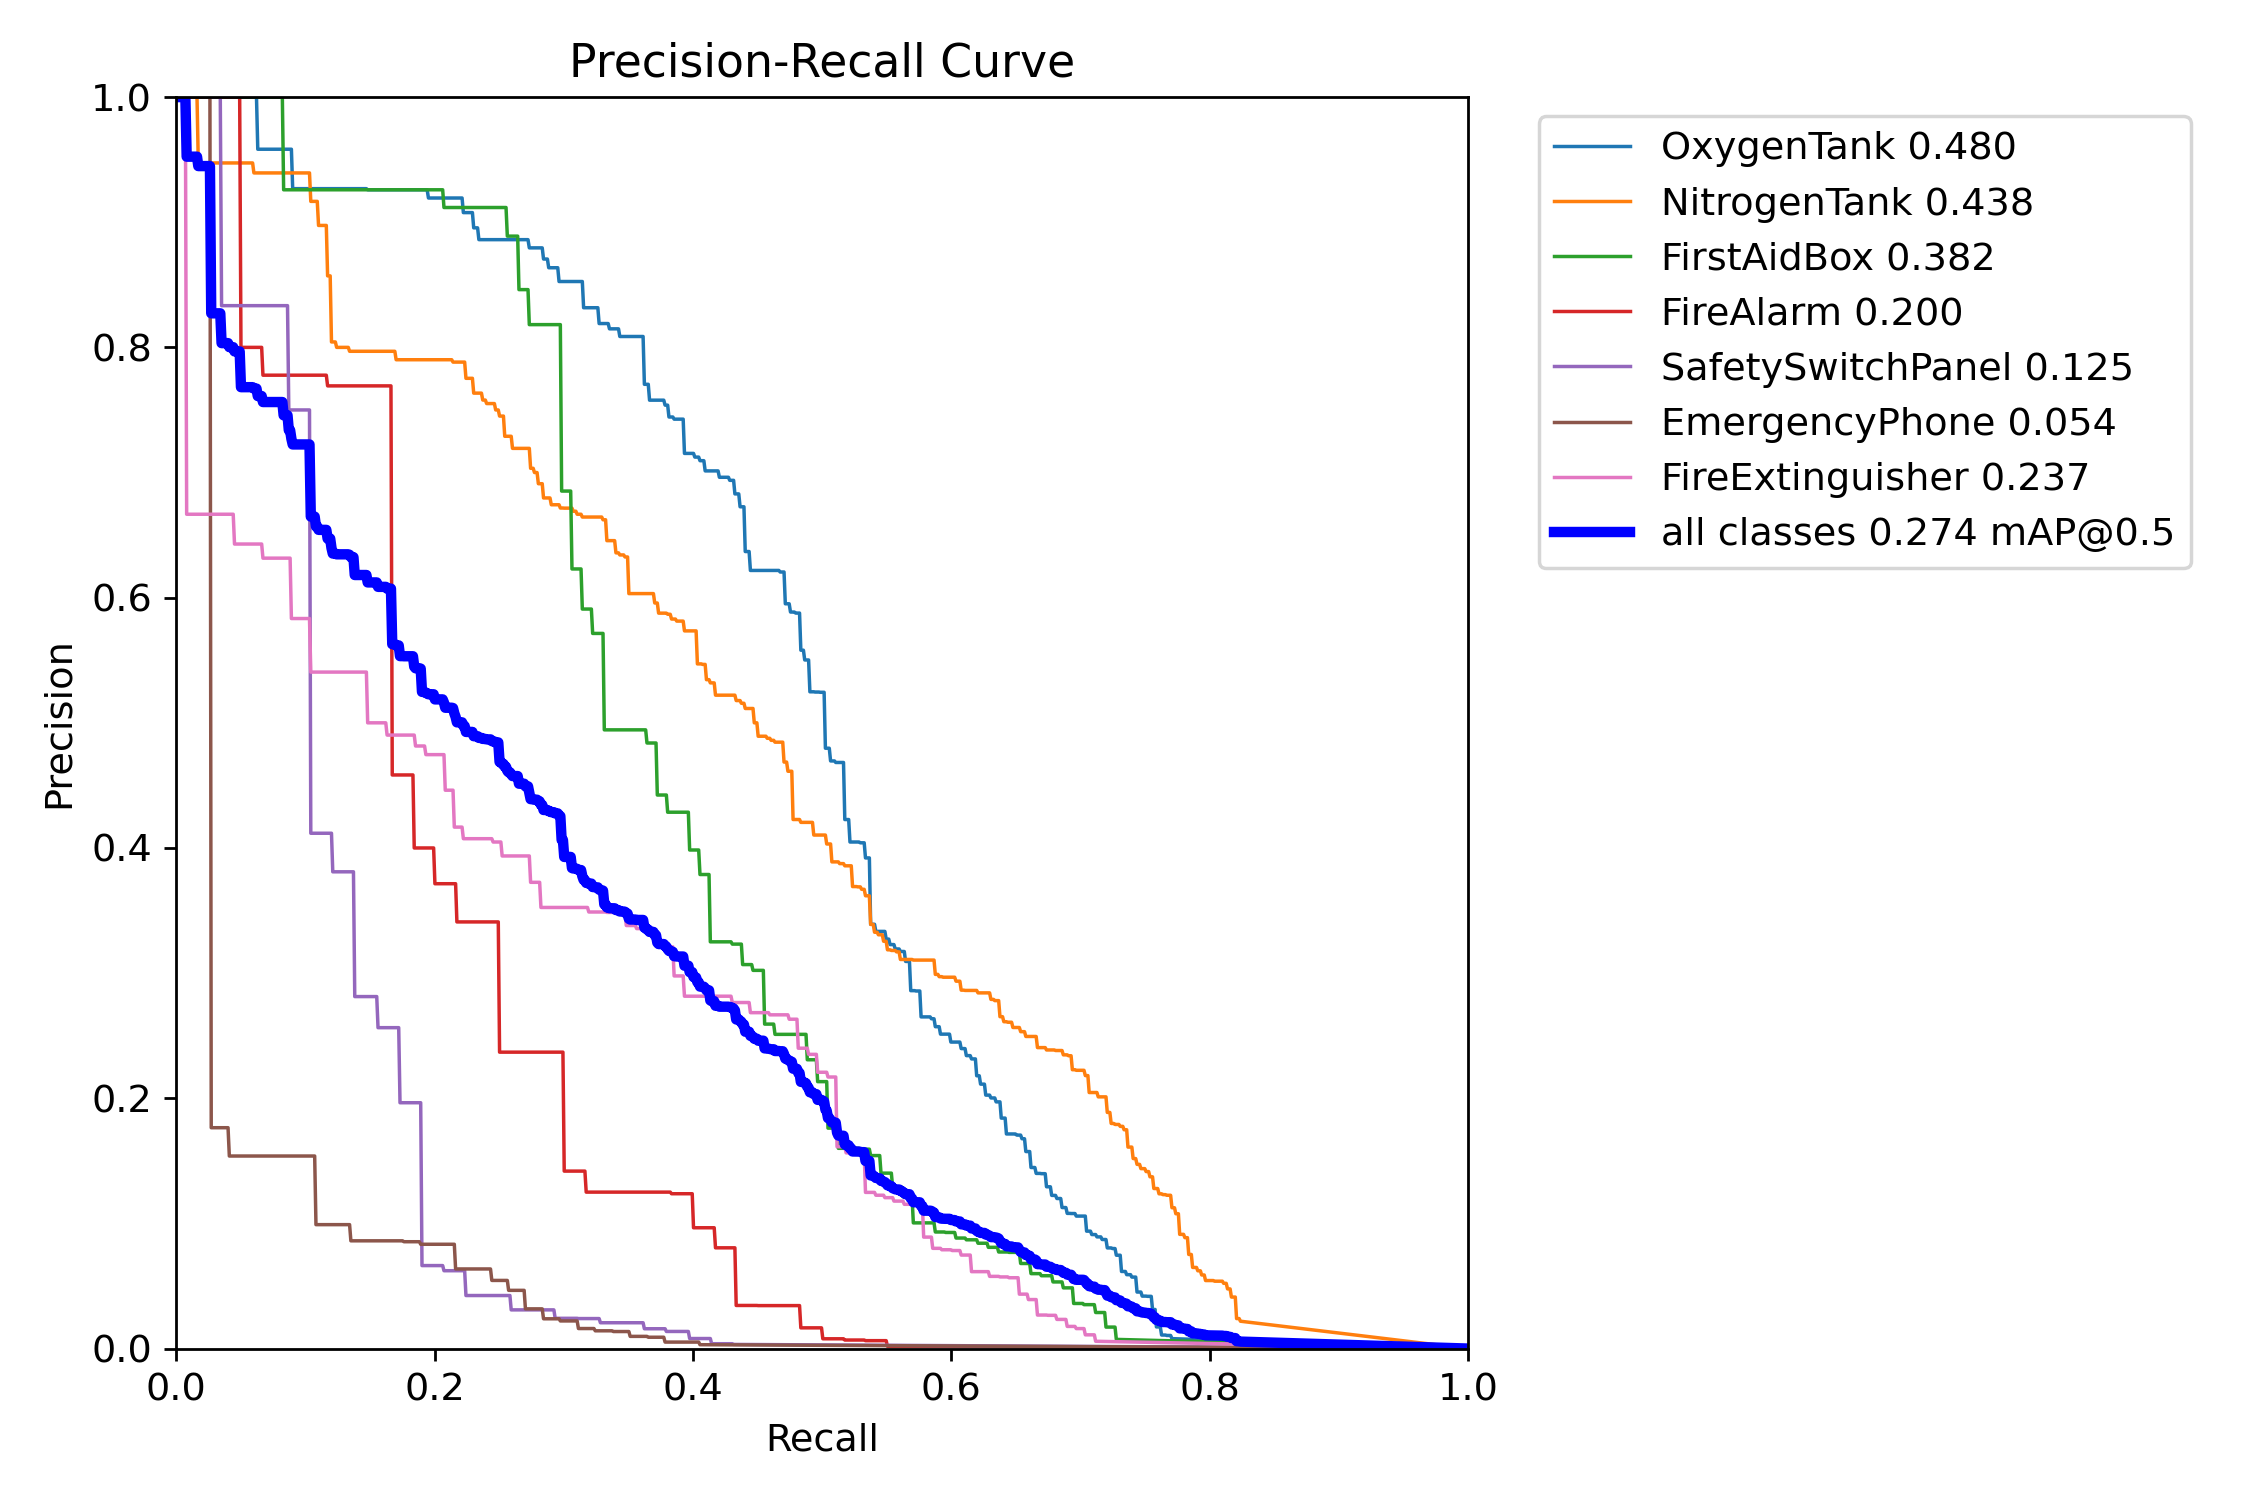 Precision-Recall Curve
1.0
0.8
0.6
0.4
0.2
0.0
Precision
0.0 0.2 0.4 0.6 0.8 1.0
Recall
OxygenTank 0.480
NitrogenTank 0.438
FirstAidBox 0.382
FireAlarm 0.200
SafetySwitchPanel 0.125
EmergencyPhone 0.054
FireExtinguisher 0.237
all classes 0.274 mAP@0.5